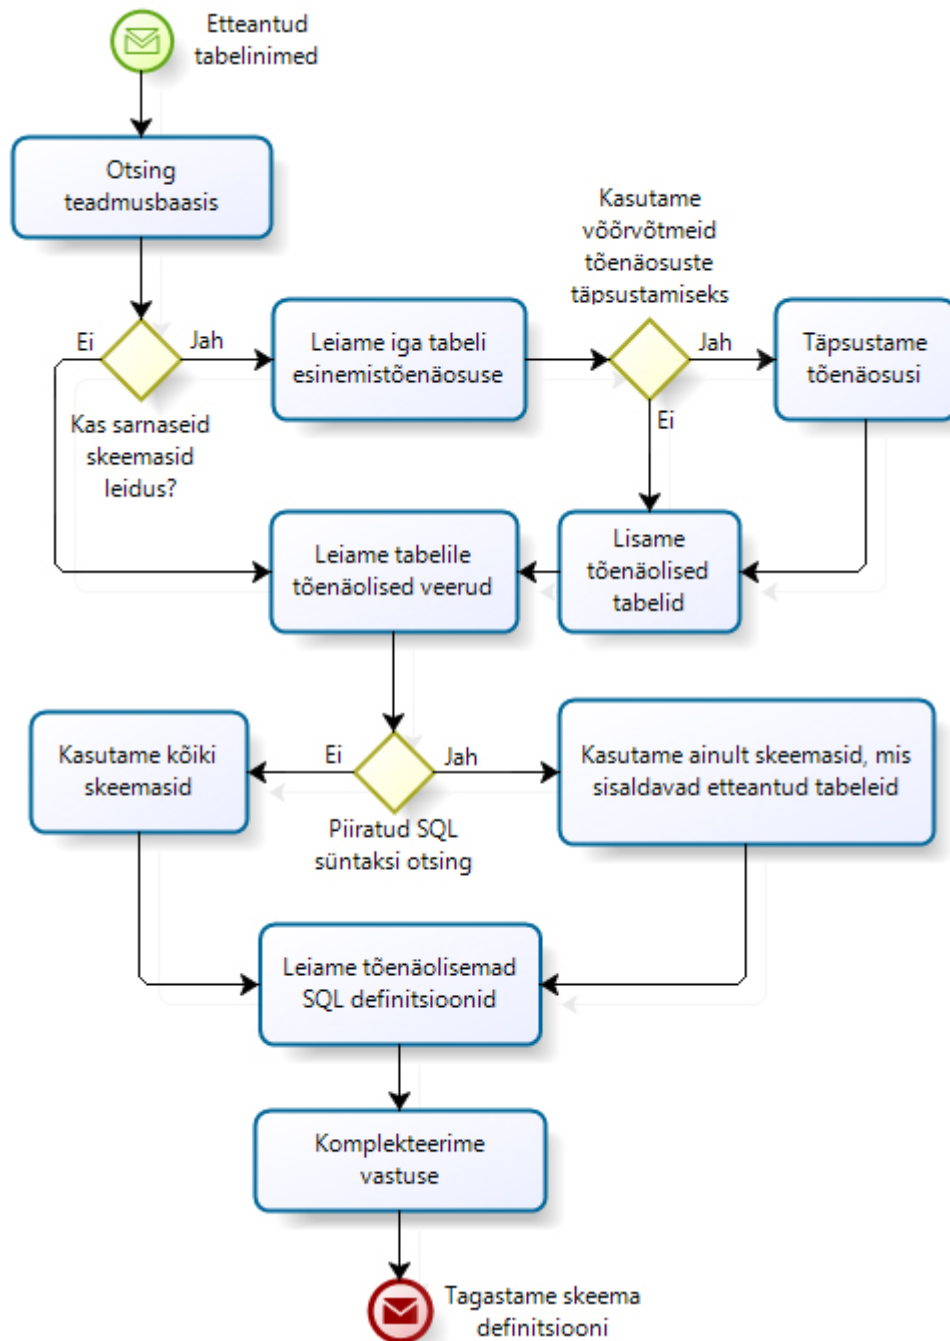 Etteantud
tabelinimed
Otsing
teadmusbaasis
Kasutame
võõrvõtmeid
tõenäosuste
täpsustamiseks
Ei
Jah
Leiame iga tabeli
esinemistõenäosuse
Jah
Täpsustame
tõenäosusi
Kas sarnaseid
skeemasid
leidus?
Ei
Leiame tabelile
tõenäolised veerud
Lisame
tõenäolised
tabelid
Kasutame kõiki
skeemasid
Ei
Jah
Kasutame ainult skeemasid, mis
sisaldavad etteantud tabeleid
Piiratud SQL
süntaksi otsing
Leiame tõenäolisemad
SQL definitsioonid
Komplekteerime
vastuse
Tagastame skeema
definitsiooni